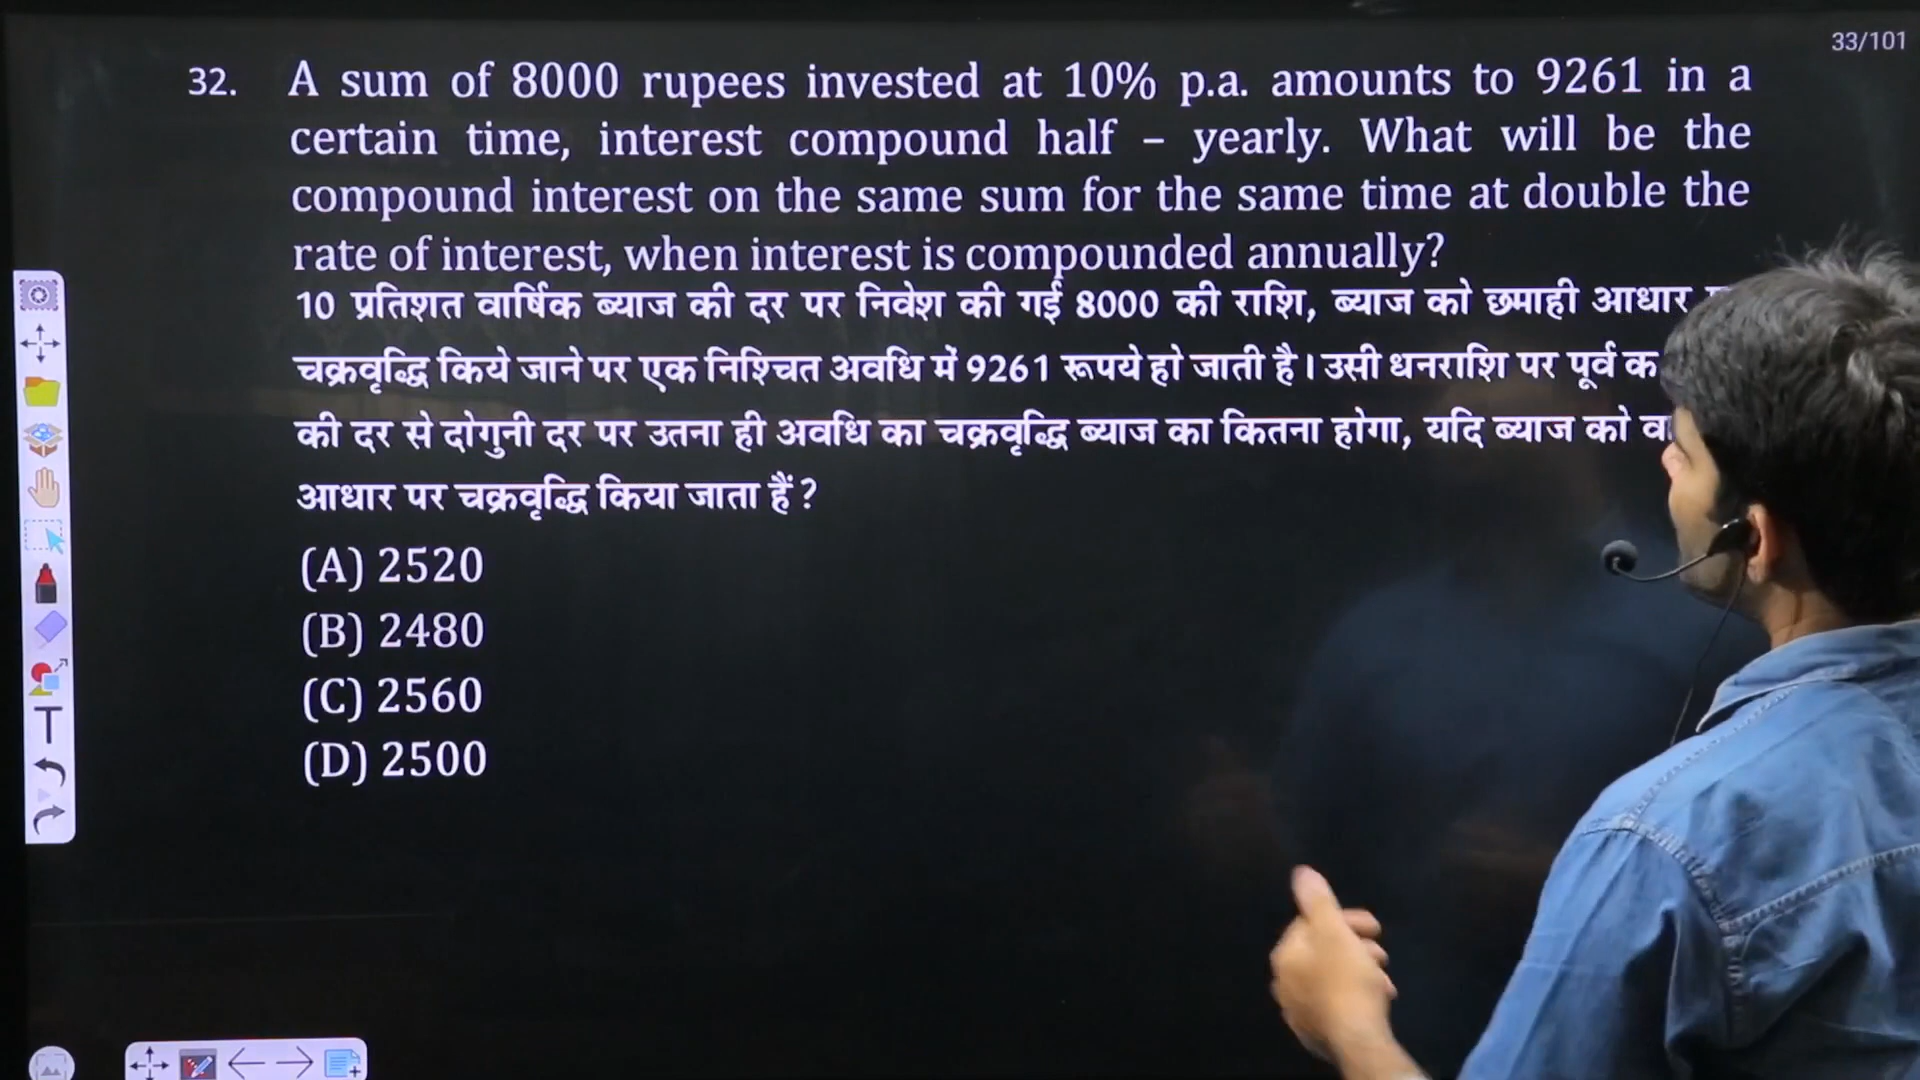 33/101
32. A sum of 8000 rupees invested at 10% p.a. amounts to 9261 in a
certain time, interest compound half – yearly. What will be the
compound interest on the same sum for the same time at double the
rate of interest, when interest is compounded annually?
10 प्रतिशत वार्षिक ब्याज की दर पर निवेश की गई 8000 की राशि, ब्याज को छमाही आधार
चक्रवृद्धि किये जाने पर एक निश्चित अवधि में 9261 रूपये हो जाती है। उसी धनराशि पर पूर्व
की दर से दोगुनी दर पर उतना ही अवधि का चक्रवृद्धि ब्याज का कितना होगा, यदि ब्याज को
आधार पर चक्रवृद्धि किया जाता हैं?
(A) 2520
(B) 2480
(C) 2560
(D) 2500
T